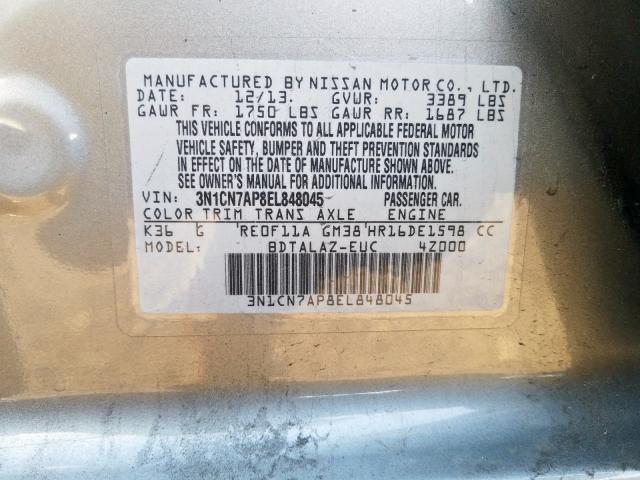 MANUFACTURED BY NISSAN MOTOR CO., LTD.
DATE: 12/13. GVWR: 3389 LBS
GAWR FR: 1750 LBS GAWR RR: 1687 LBS
THIS VEHICLE CONFORMS TO ALL APPLICABLE FEDERAL MOTOR
VEHICLE SAFETY, BUMPER AND THEFT PREVENTION STANDARDS
IN EFFECT ON THE DATE OF MANUFACTURE SHOWN ABOVE.
SEE OWNER'S MANUAL FOR ADDITIONAL INFORMATION.
VIN: 3N1CN7AP8EL848045 PASSENGER CAR.
COLOR TRIM TRANS AXLE ENGINE
K36 G 'RE0F11A GM38'HR16DE1598 CC
MODEL: BDTALAZ-EUC 4Z000
3N1CN7AP8EL848045